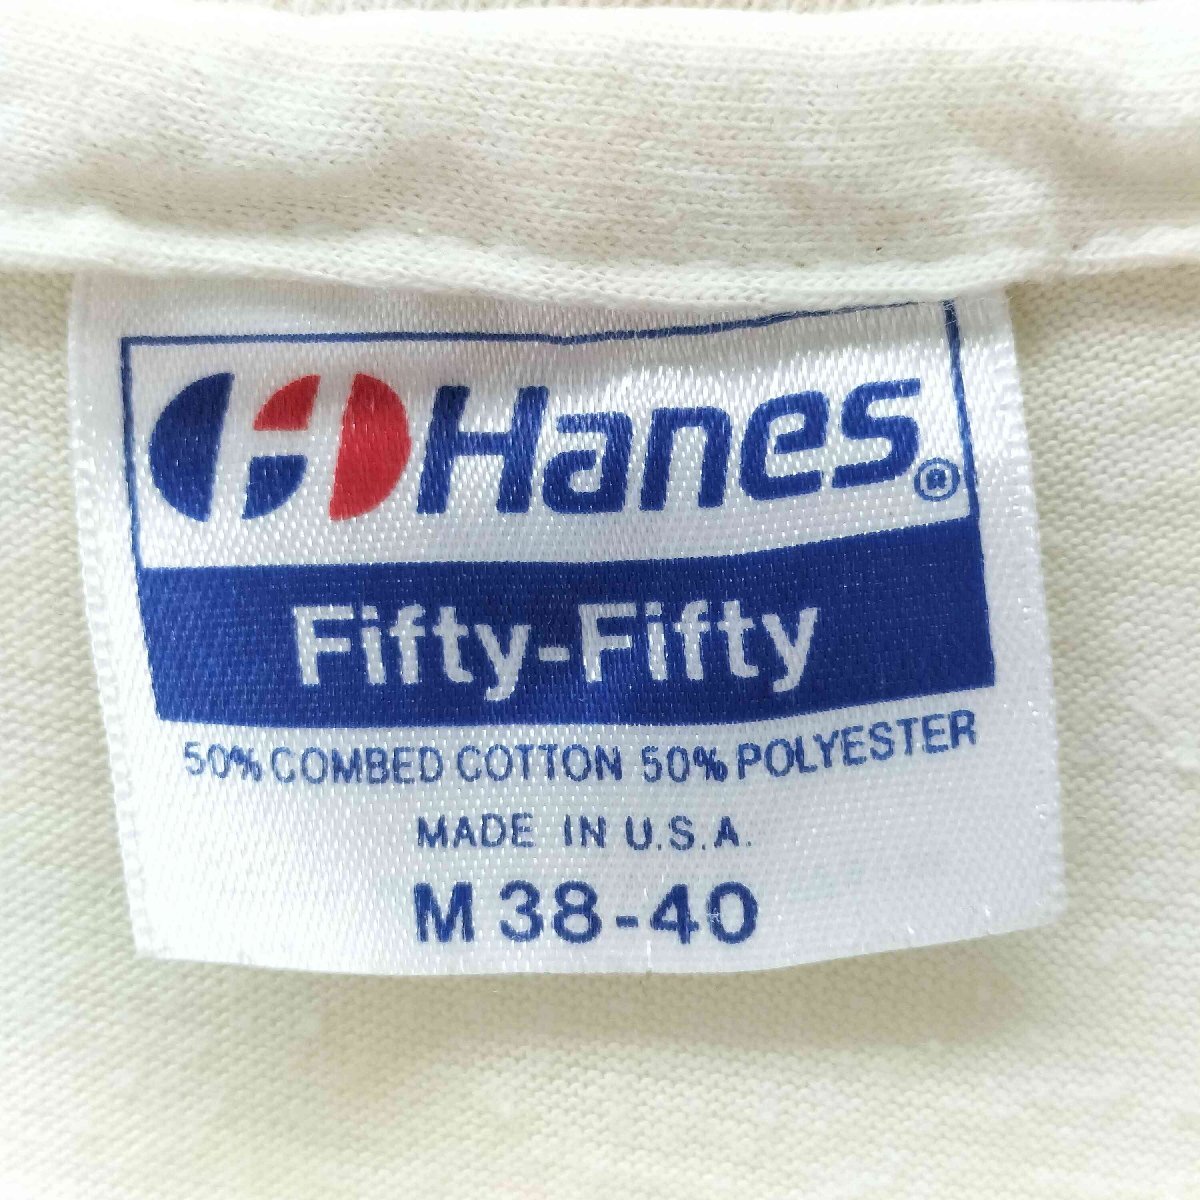 Hanes®
Fifty-Fifty
50% COMBED COTTON 50% POLYESTER
MADE IN U.S.A.
M 38-40